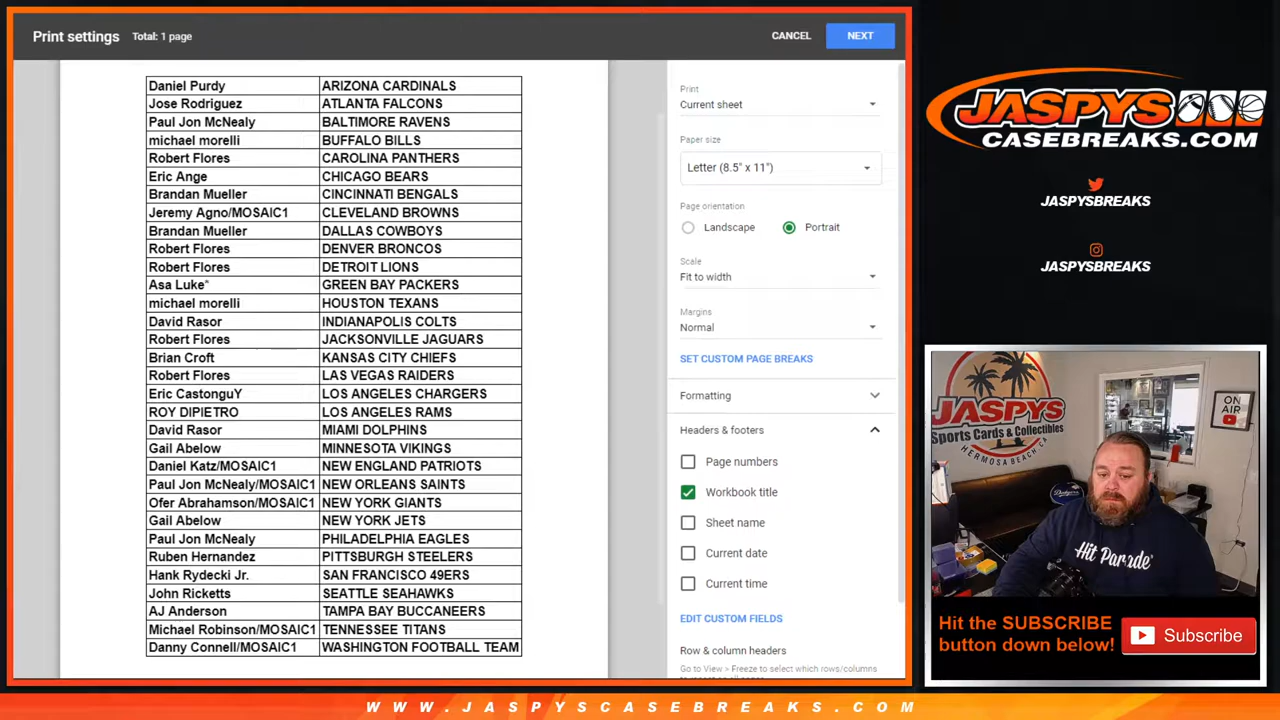 Print settings Total: 1 page CANCEL NEXT
Daniel Purdy ARIZONA CARDINALS
Jose Rodriguez ATLANTA FALCONS
Paul Jon McNealy BALTIMORE RAVENS
michael morelli BUFFALO BILLS
Robert Flores CAROLINA PANTHERS
Eric Ange CHICAGO BEARS
Brandan Mueller CINCINNATI BENGALS
Jeremy Agno/MOSAIC1 CLEVELAND BROWNS
Brandan Mueller DALLAS COWBOYS
Robert Flores DENVER BRONCOS
Robert Flores DETROIT LIONS
Asa Luke* GREEN BAY PACKERS
michael morelli HOUSTON TEXANS
David Rasor INDIANAPOLIS COLTS
Robert Flores JACKSONVILLE JAGUARS
Brian Croft KANSAS CITY CHIEFS
Robert Flores LAS VEGAS RAIDERS
Eric CastonguY LOS ANGELES CHARGERS
ROY DIPIETRO LOS ANGELES RAMS
David Rasor MIAMI DOLPHINS
Gail Abelow MINNESOTA VIKINGS
Daniel Katz/MOSAIC1 NEW ENGLAND PATRIOTS
Paul Jon McNealy/MOSAIC1 NEW ORLEANS SAINTS
Ofer Abrahamson/MOSAIC1 NEW YORK GIANTS
Gail Abelow NEW YORK JETS
Paul Jon McNealy PHILADELPHIA EAGLES
Ruben Hernandez PITTSBURGH STEELERS
Hank Rydecki Jr. SAN FRANCISCO 49ERS
John Ricketts SEATTLE SEAHAWKS
AJ Anderson TAMPA BAY BUCCANEERS
Michael Robinson/MOSAIC1 TENNESSEE TITANS
Danny Connell/MOSAIC1 WASHINGTON FOOTBALL TEAM
Print
Current sheet
Paper size
Letter (8.5" x 11")
Page orientation
Landscape Portrait
Scale
Fit to width
Margins
Normal
SET CUSTOM PAGE BREAKS
Formatting
Headers & footers
Page numbers
Workbook title
Sheet name
Current date
Current time
EDIT CUSTOM FIELDS
Row & column headers
Go to View > Freeze to select which rows/columns
JASPYS
CASEBREAKS.COM
JASPYSBREAKS
JASPYSBREAKS
JASPYS
Sports Cards & Collectibles
HERMOSA BEACH, CA
ON
AIR
Dodgers
Hit Parade
Hit the SUBSCRIBE
button down below!
Subscribe
WWW.JASPYSCASEBREAKS.COM